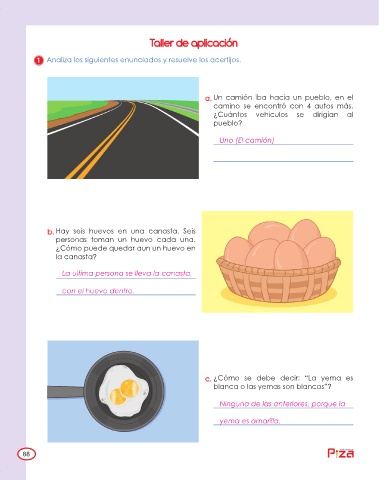 Taller de aplicación
1 Analiza los siguientes enunciados y resuelve los acertijos.
a. Un camión iba hacia un pueblo, en el
camino se encontró con 4 autos más.
¿Cuántos vehículos se dirigían al
pueblo?
Uno (El camión)
b. Hay seis huevos en una canasta. Seis
personas toman un huevo cada una.
¿Cómo puede quedar aun un huevo en
la canasta?
La última persona se lleva la canasta,
con el huevo dentro.
c. ¿Cómo se debe decir: “La yema es
blanca o las yemas son blancas”?
Ninguna de las anteriores, porque la
yema es amarilla.
88
Piza